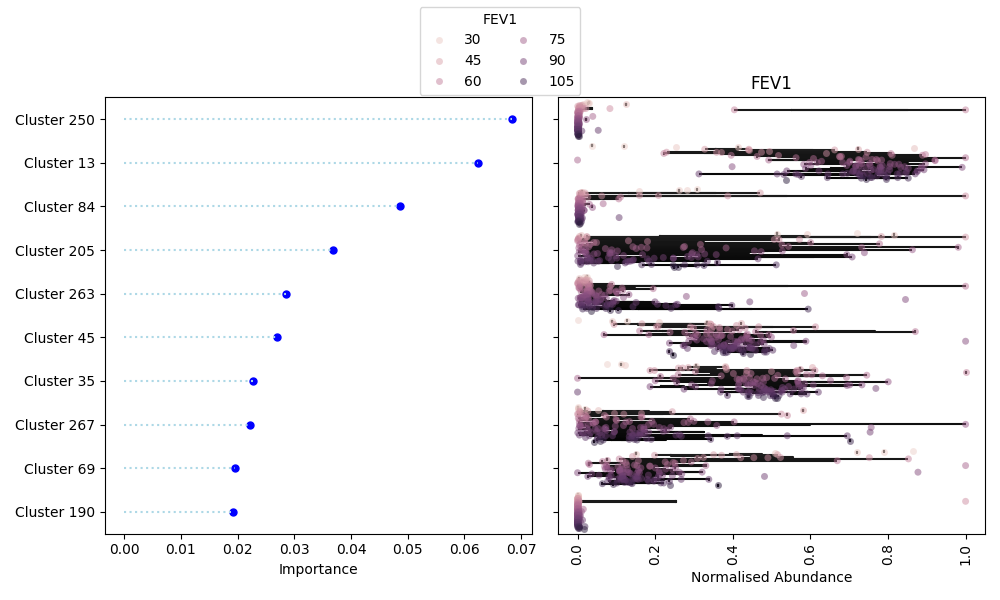 FEV1
30 75
45 90
60 105
FEV1
Cluster 250
Cluster 13
Cluster 84
Cluster 205
Cluster 263
Cluster 45
Cluster 35
Cluster 267
Cluster 69
Cluster 190
0.00 0.01 0.02 0.03 0.04 0.05 0.06 0.07
Importance
0.0 0.2 0.4 0.6 0.8 1.0
Normalised Abundance